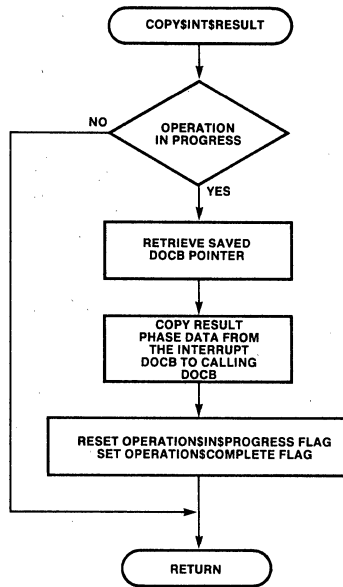 COPY$INT$RESULT
OPERATION
IN PROGRESS
NO
YES
RETRIEVE SAVED
DOCB POINTER
COPY RESULT
PHASE DATA FROM
THE INTERRUPT
DOCB TO CALLING
DOCB
RESET OPERATION$IN$PROGRESS FLAG
SET OPERATION$COMPLETE FLAG
RETURN